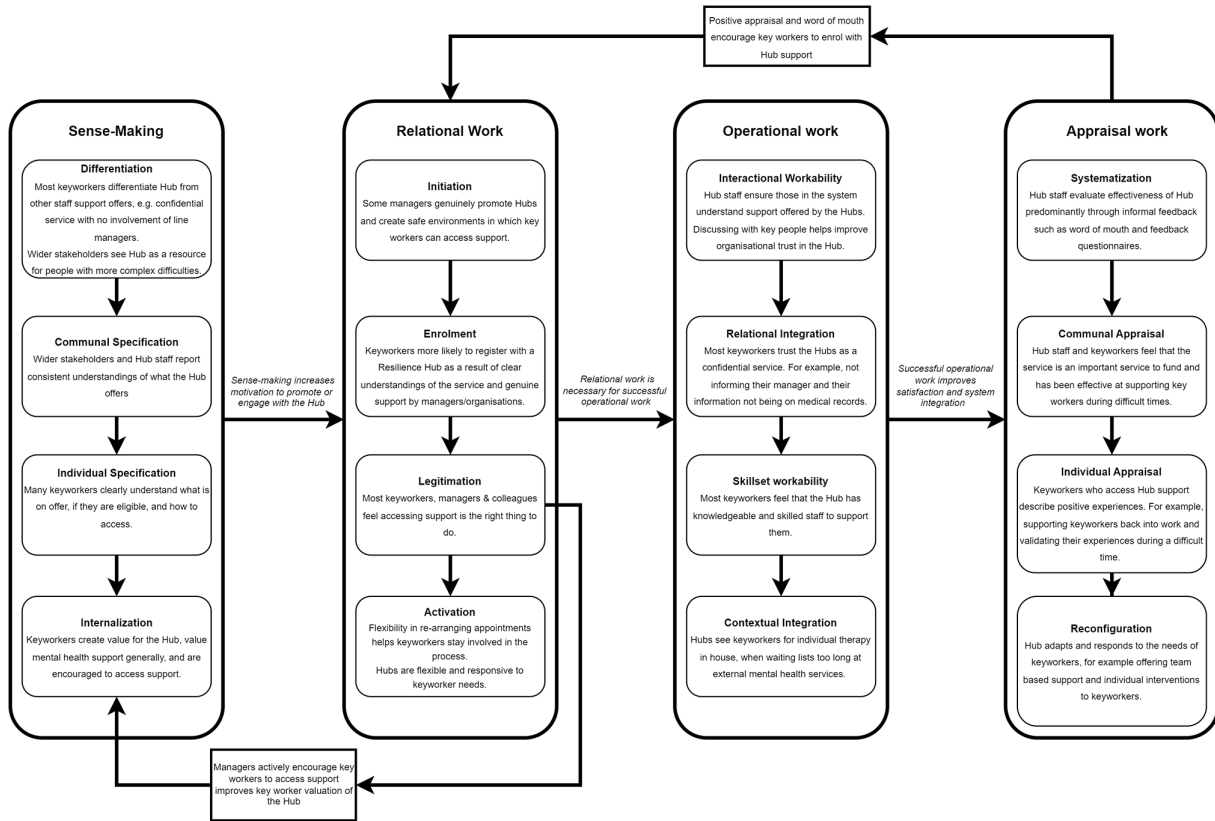 Positive appraisal and word of mouth
encourage key workers to enrol with
Hub support
Sense-Making
Differentiation
Most keyworkers differentiate Hub from
other staff support offers, e.g. confidential
service with no involvement of line
managers.
Wider stakeholders see Hub as a resource
for people with more complex difficulties.
Communal Specification
Wider stakeholders and Hub staff report
consistent understandings of what the Hub
offers
Individual Specification
Many keyworkers clearly understand what is
on offer, if they are eligible, and how to
access.
Internalization
Keyworkers create value for the Hub, value
mental health support generally, and are
encouraged to access support.
Sense-making increases
motivation to promote or
engage with the Hub
Relational Work
Initiation
Some managers genuinely promote Hubs
and create safe environments in which key
workers can access support.
Enrolment
Keyworkers more likely to register with a
Resilience Hub as a result of clear
understandings of the service and genuine
support by managers/organisations.
Legitimation
Most keyworkers, managers & colleagues
feel accessing support is the right thing to
do.
Activation
Flexibility in re-arranging appointments
helps keyworkers stay involved in the
process.
Hubs are flexible and responsive to
keyworker needs.
Relational work is
necessary for successful
operational work
Operational work
Interactional Workability
Hub staff ensure those in the system
understand support offered by the Hubs.
Discussing with key people helps improve
organisational trust in the Hub.
Relational Integration
Most keyworkers trust the Hubs as a
confidential service. For example, not
informing their manager and their
information not being on medical records.
Skillset workability
Most keyworkers feel that the Hub has
knowledgeable and skilled staff to support
them.
Contextual Integration
Hubs see keyworkers for individual therapy
in house, when waiting lists too long at
external mental health services.
Successful operational
work improves
satisfaction and system
integration
Appraisal work
Systematization
Hub staff evaluate effectiveness of Hub
predominantly through informal feedback
such as word of mouth and feedback
questionnaires.
Communal Appraisal
Hub staff and keyworkers feel that the
service is an important service to fund and
has been effective at supporting key
workers during difficult times.
Individual Appraisal
Keyworkers who access Hub support
describe positive experiences. For example,
supporting keyworkers back into work and
validating their experiences during a difficult
time.
Reconfiguration
Hub adapts and responds to the needs of
keyworkers, for example offering team
based support and individual interventions
to keyworkers.
Managers actively encourage key
workers to access support
improves key worker valuation of
the Hub